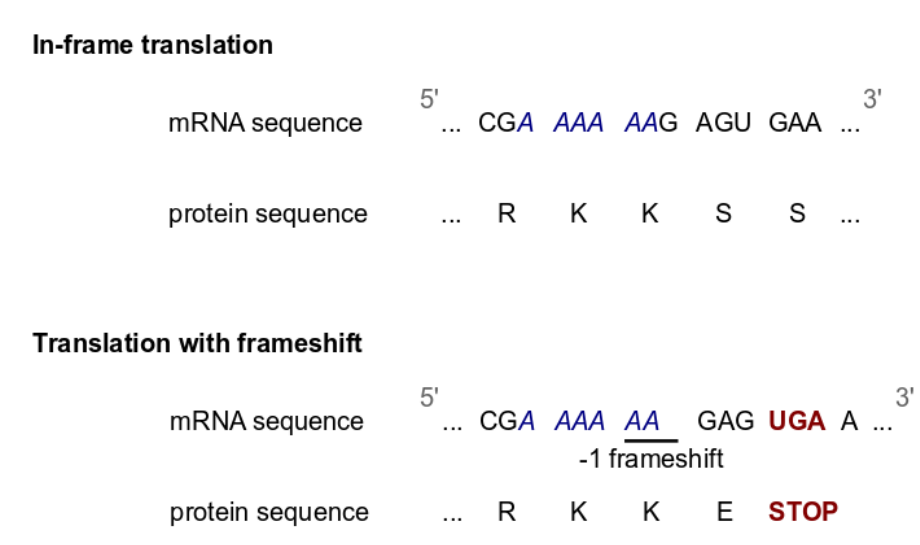 In-frame translation
5' 3'
mRNA sequence ... CGA AAA AAG AGU GAA ...
protein sequence ... R K K S S ...
Translation with frameshift
5' 3'
mRNA sequence ... CGA AAA AA GAG UGA A ...
-1 frameshift
protein sequence ... R K K E STOP